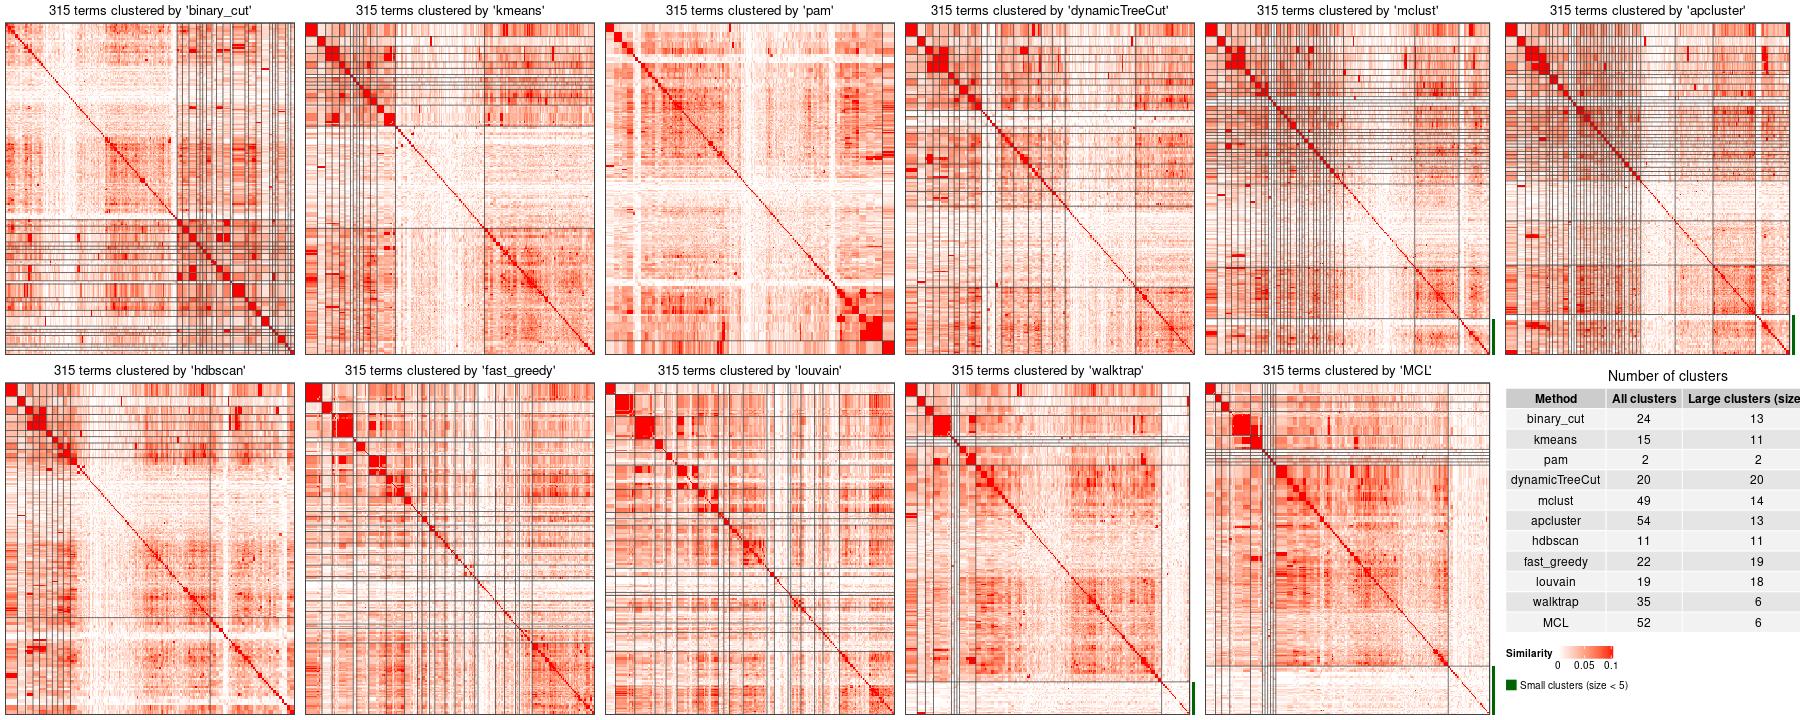 315 terms clustered by 'binary_cut'
315 terms clustered by 'kmeans'
315 terms clustered by 'pam'
315 terms clustered by 'dynamicTreeCut'
315 terms clustered by 'mclust'
315 terms clustered by 'apcluster'
315 terms clustered by 'hdbscan'
315 terms clustered by 'fast_greedy'
315 terms clustered by 'louvain'
315 terms clustered by 'walktrap'
315 terms clustered by 'MCL'
Number of clusters
Method All clusters Large clusters (size
binary_cut 24 13
kmeans 15 11
pam 2 2
dynamicTreeCut 20 20
mclust 49 14
apcluster 54 13
hdbscan 11 11
fast_greedy 22 19
louvain 19 18
walktrap 35 6
MCL 52 6
Similarity
0 0.05 0.1
Small clusters (size < 5)